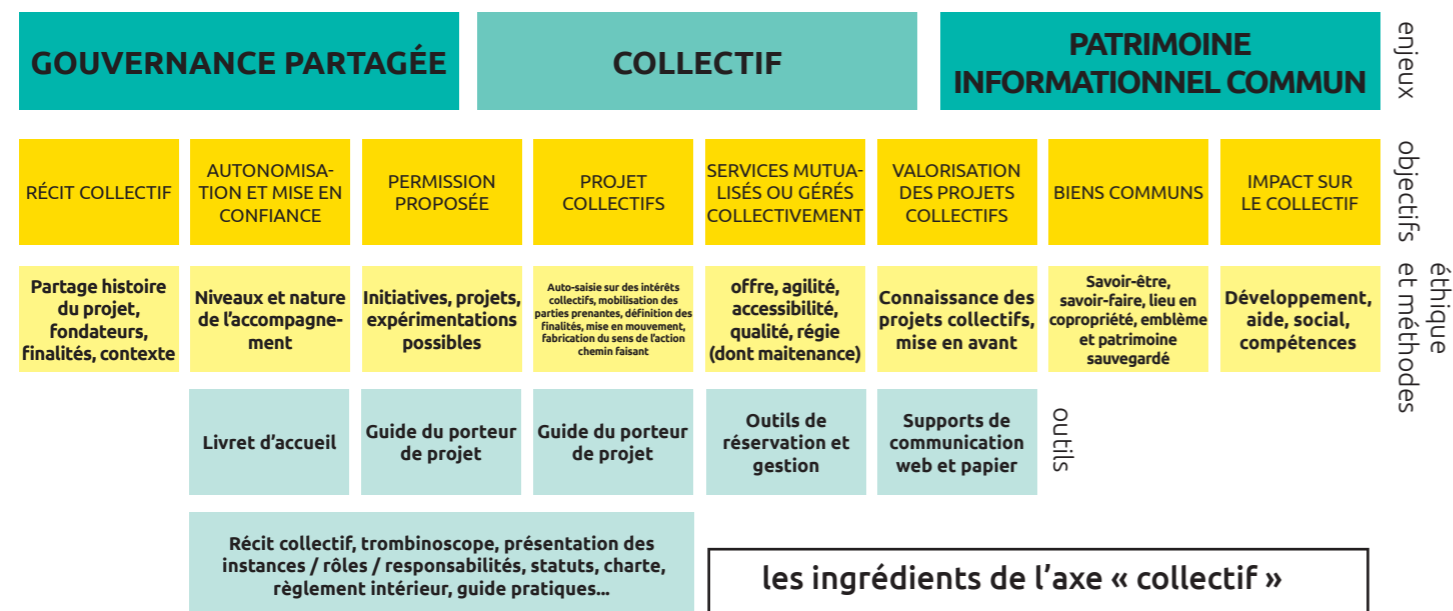 GOUVERNANCE PARTAGÉE
COLLECTIF
PATRIMOINE
INFORMATIONNEL COMMUN
enjeux
RÉCIT COLLECTIF
AUTONOMISA-
TION ET MISE EN
CONFIANCE
PERMISSION
PROPOSÉE
PROJET
COLLECTIFS
SERVICES MUTUA-
LISÉS OU GÉRÉS
COLLECTIVEMENT
VALORISATION
DES PROJETS
COLLECTIFS
BIENS COMMUNS
IMPACT SUR
LE COLLECTIF
objectifs
Partage histoire
du projet,
fondateurs,
finalités, contexte
Niveaux et nature
de l’accompagne-
ment
Initiatives, projets,
expérimentations
possibles
Auto-saisie sur des intérêts
collectifs, mobilisation des
parties prenantes, définition des
finalités, mise en mouvement,
fabrication du sens de l’action
chemin faisant
offre, agilité,
accessibilité,
qualité, régie
(dont maitenance)
Connaissance des
projets collectifs,
mise en avant
Savoir-être,
savoir-faire, lieu en
copropriété, emblème
et patrimoine
sauvegardé
Développement,
aide, social,
compétences
éthique
et méthodes
Livret d’accueil
Guide du porteur
de projet
Guide du porteur
de projet
Outils de
réservation et
gestion
Supports de
communication
web et papier
outils
Récit collectif, trombinoscope, présentation des
instances / rôles / responsabilités, statuts, charte,
règlement intérieur, guide pratiques...
les ingrédients de l’axe « collectif »